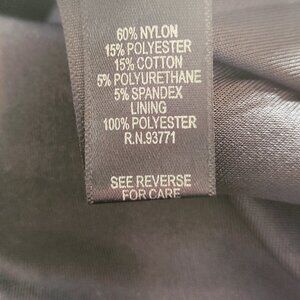 60% NYLON
15% POLYESTER
15% COTTON
5% POLYURETHANE
5% SPANDEX
LINING
100% POLYESTER
R.N.93771
SEE REVERSE
FOR CARE